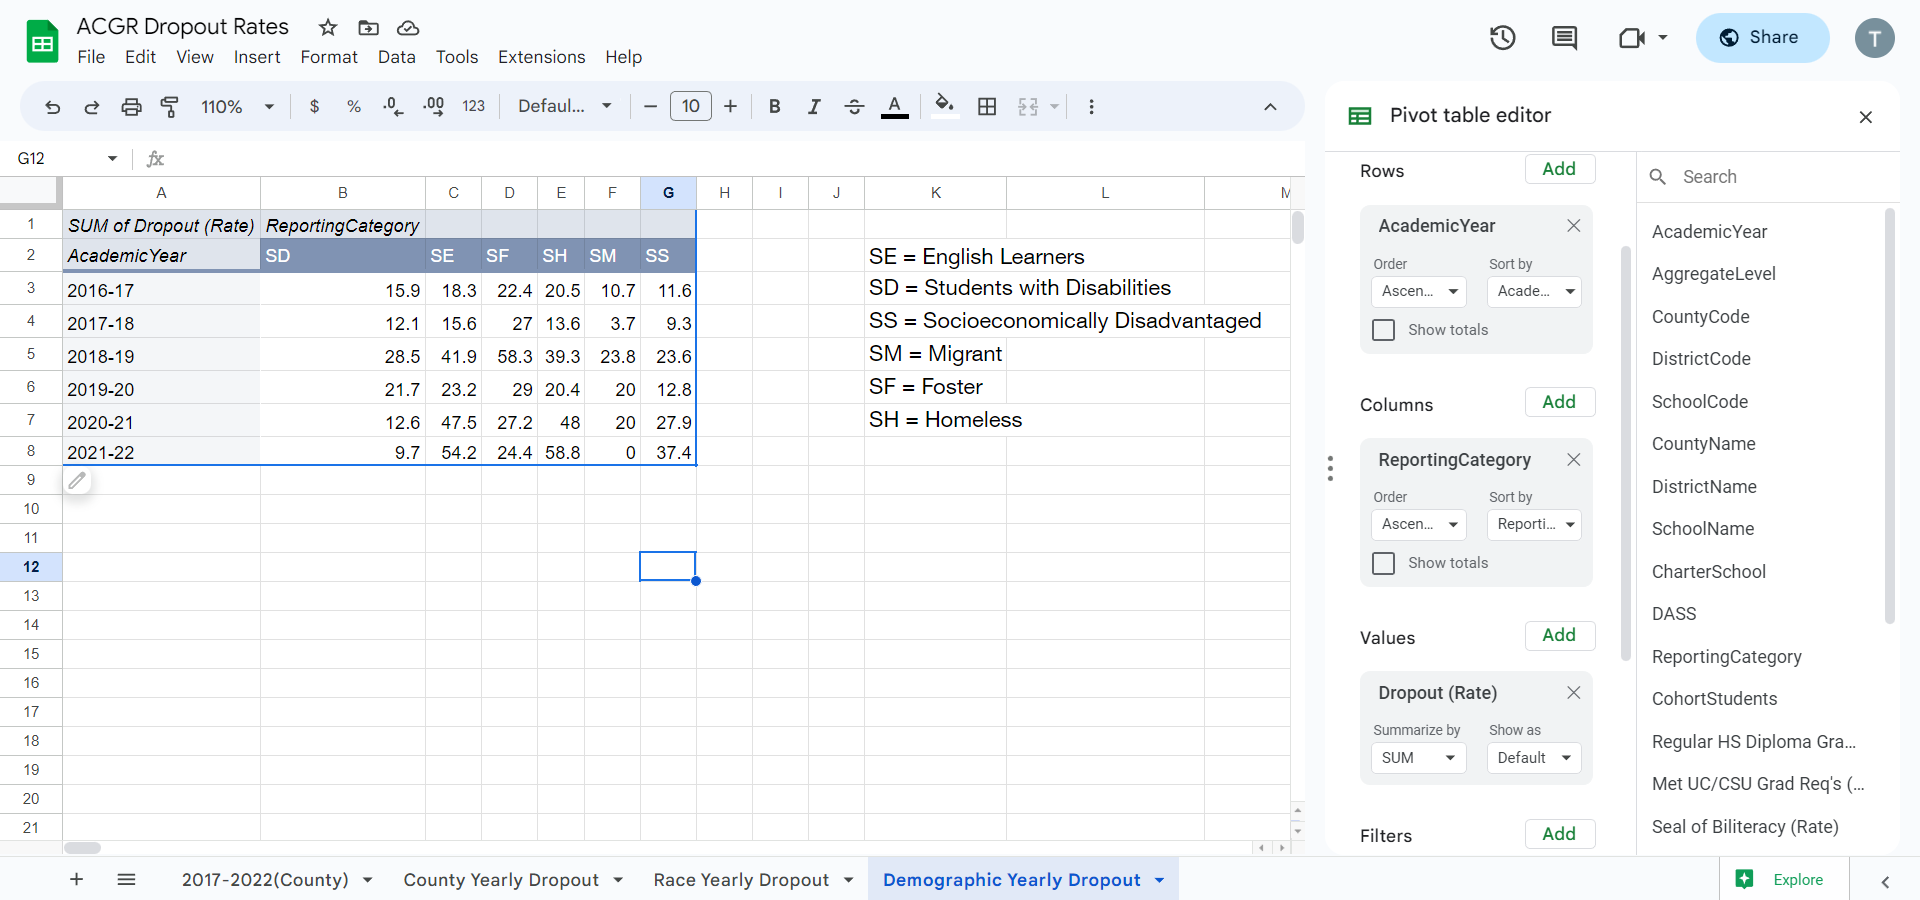 ACGR Dropout Rates
File Edit View Insert Format Data Tools Extensions Help
Share
T
110% $ % .0 .00 123 Defaul... 10 B I A
G12 fx
A B C D E F G H I J K L
1 SUM of Dropout (Rate) ReportingCategory
2 AcademicYear SD SE SF SH SM SS SE = English Learners
3 2016-17 15.9 18.3 22.4 20.5 10.7 11.6 SD = Students with Disabilities
4 2017-18 12.1 15.6 27 13.6 3.7 9.3 SS = Socioeconomically Disadvantaged
5 2018-19 28.5 41.9 58.3 39.3 23.8 23.6 SM = Migrant
6 2019-20 21.7 23.2 29 20.4 20 12.8 SF = Foster
7 2020-21 12.6 47.5 27.2 48 20 27.9 SH = Homeless
8 2021-22 9.7 54.2 24.4 58.8 0 37.4
9
10
11
12
13
14
15
16
17
18
19
20
21
Pivot table editor
Rows Add
AcademicYear
Order Sort by
Ascen... Acade...
Show totals
Columns Add
ReportingCategory
Order Sort by
Ascen... Reporti...
Show totals
Values Add
Dropout (Rate)
Summarize by Show as
SUM Default
Filters Add
Search
AcademicYear
AggregateLevel
CountyCode
DistrictCode
SchoolCode
CountyName
DistrictName
SchoolName
CharterSchool
DASS
ReportingCategory
CohortStudents
Regular HS Diploma Gra...
Met UC/CSU Grad Req's (...
Seal of Biliteracy (Rate)
2017-2022(County) County Yearly Dropout Race Yearly Dropout Demographic Yearly Dropout
Explore